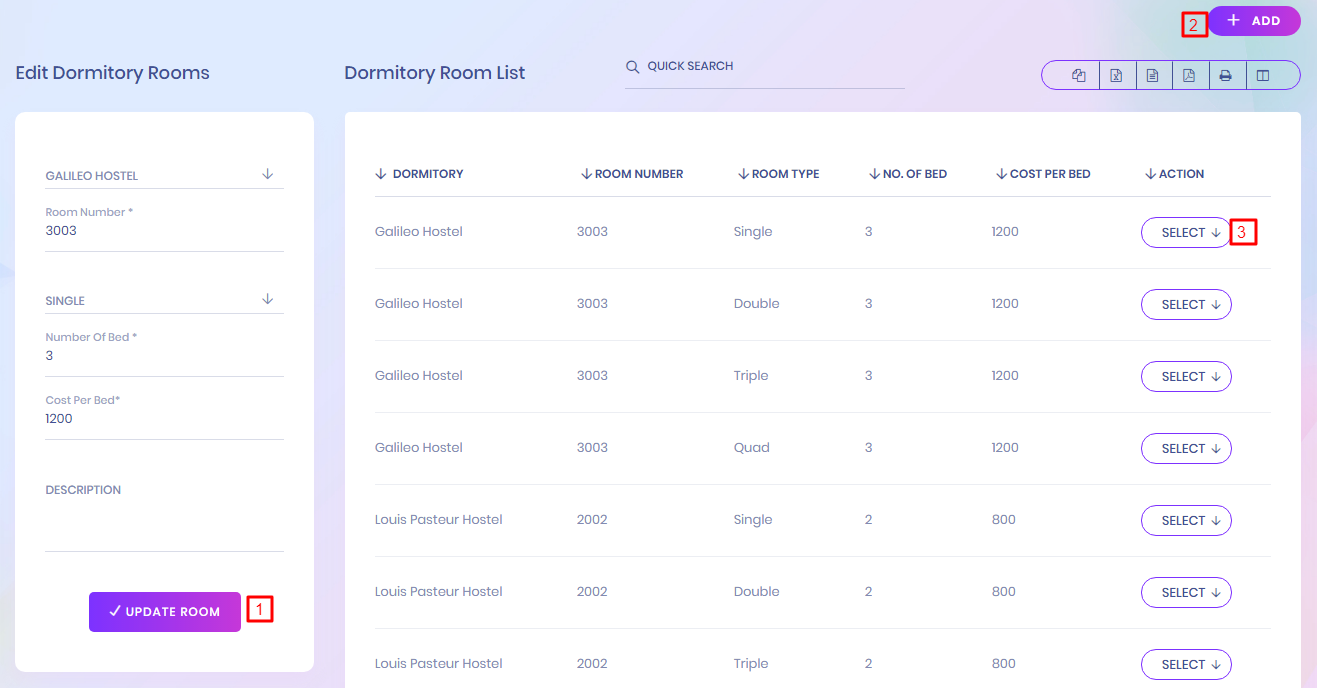 2 + ADD
Edit Dormitory Rooms
Dormitory Room List
QUICK SEARCH
GALILEO HOSTEL
Room Number *
3003
SINGLE
Number Of Bed *
3
Cost Per Bed*
1200
DESCRIPTION
UPDATE ROOM 1
DORMITORY ROOM NUMBER ROOM TYPE NO. OF BED COST PER BED ACTION
Galileo Hostel 3003 Single 3 1200 SELECT 3
Galileo Hostel 3003 Double 3 1200 SELECT
Galileo Hostel 3003 Triple 3 1200 SELECT
Galileo Hostel 3003 Quad 3 1200 SELECT
Louis Pasteur Hostel 2002 Single 2 800 SELECT
Louis Pasteur Hostel 2002 Double 2 800 SELECT
Louis Pasteur Hostel 2002 Triple 2 800 SELECT